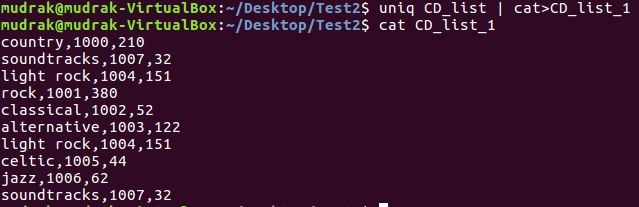 mudrak@mudrak-VirtualBox:~/Desktop/Test2$ uniq CD_list | cat>CD_list_1
mudrak@mudrak-VirtualBox:~/Desktop/Test2$ cat CD_list_1
country,1000,210
soundtracks,1007,32
light rock,1004,151
rock,1001,380
classical,1002,52
alternative,1003,122
light rock,1004,151
celtic,1005,44
jazz,1006,62
soundtracks,1007,32